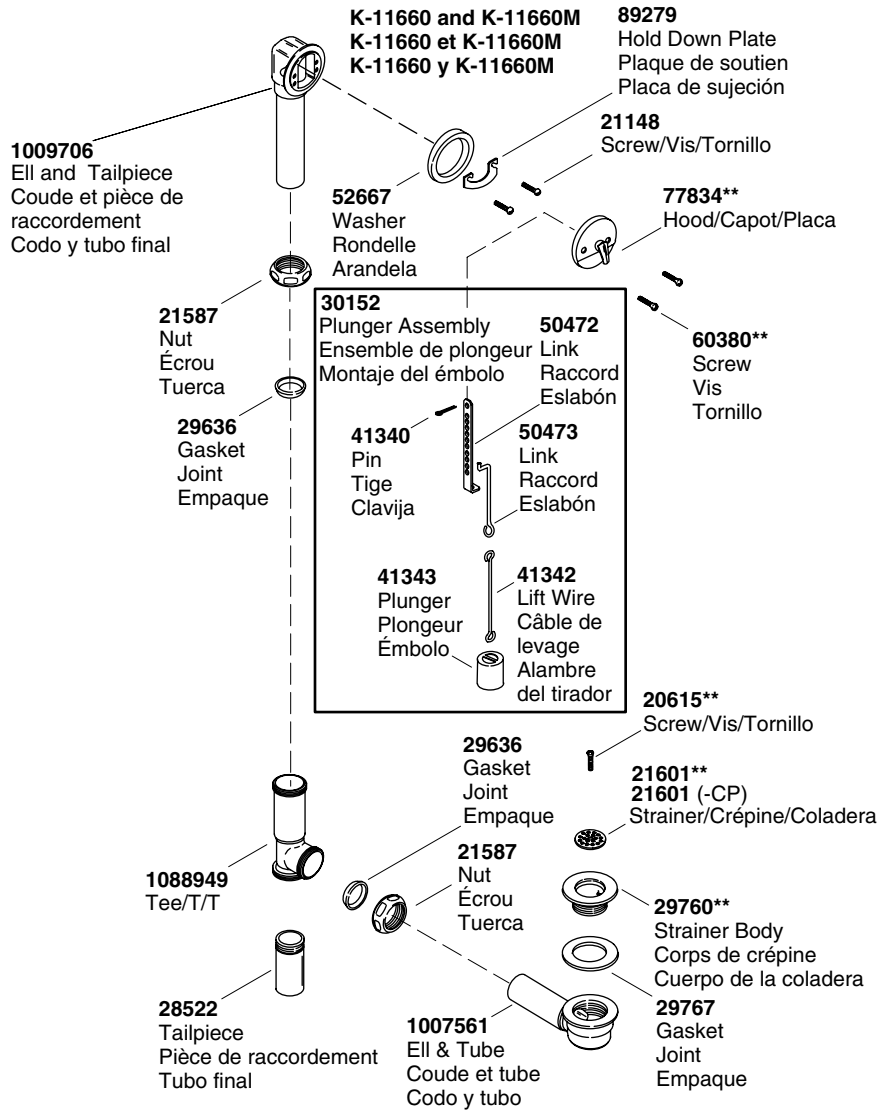 K-11660 and K-11660M
K-11660 et K-11660M
K-11660 y K-11660M
89279
Hold Down Plate
Plaque de soutien
Placa de sujeción
21148
Screw/Vis/Tornillo
1009706
Ell and Tailpiece
Coude et pièce de
raccordement
Codo y tubo final
52667
Washer
Rondelle
Arandela
77834**
Hood/Capot/Placa
21587
Nut
Écrou
Tuerca
30152
Plunger Assembly
Ensemble de plongeur
Montaje del émbolo
50472
Link
Raccord
Eslabón
60380**
Screw
Vis
Tornillo
29636
Gasket
Joint
Empaque
41340
Pin
Tige
Clavija
50473
Link
Raccord
Eslabón
41343
Plunger
Plongeur
Émbolo
41342
Lift Wire
Câble de
levage
Alambre
del tirador
20615**
Screw/Vis/Tornillo
29636
Gasket
Joint
Empaque
21601**
21601 (-CP)
Strainer/Crépine/Coladera
1088949
Tee/T/T
21587
Nut
Écrou
Tuerca
29760**
Strainer Body
Corps de crépine
Cuerpo de la coladera
28522
Tailpiece
Pièce de raccordement
Tubo final
1007561
Ell & Tube
Coude et tube
Codo y tubo
29767
Gasket
Joint
Empaque